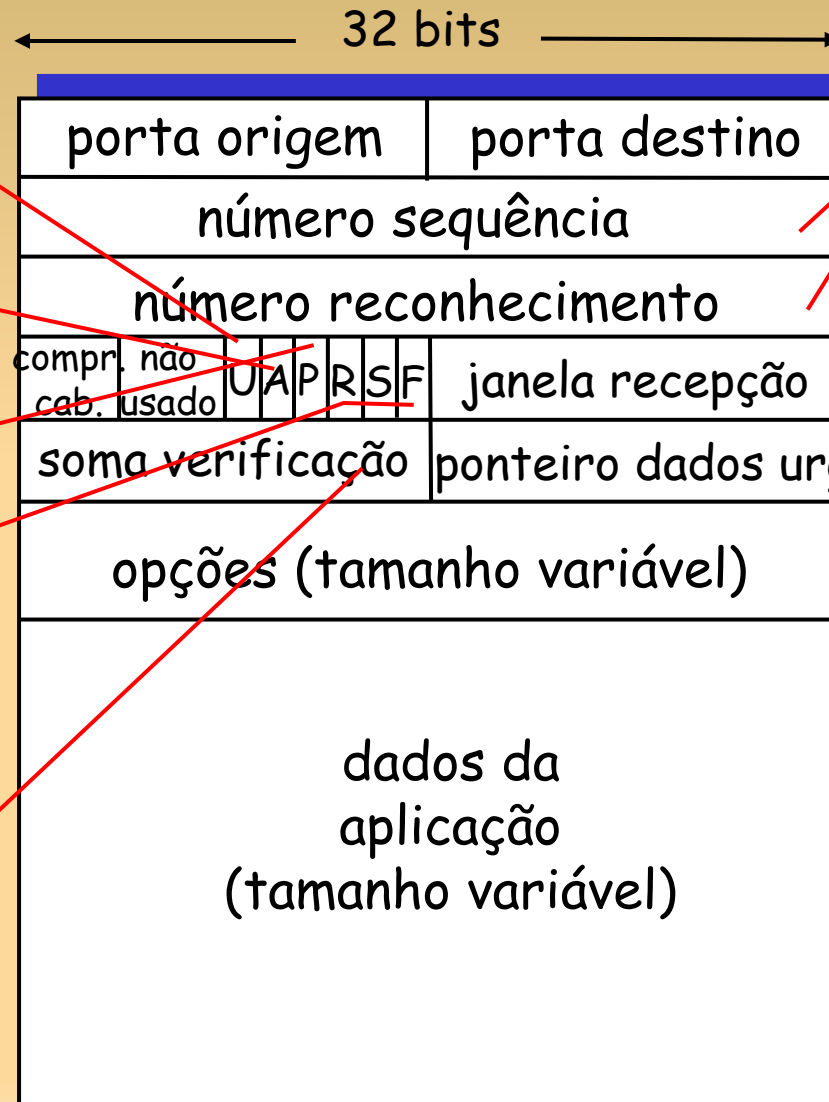 32 bits
porta origem
porta destino
número sequência
número reconhecimento
compr.
cab.
não
usado
U
A
P
R
S
F
janela recepção
soma verificação
ponteiro dados urg
opções (tamanho variável)
dados da
aplicação
(tamanho variável)